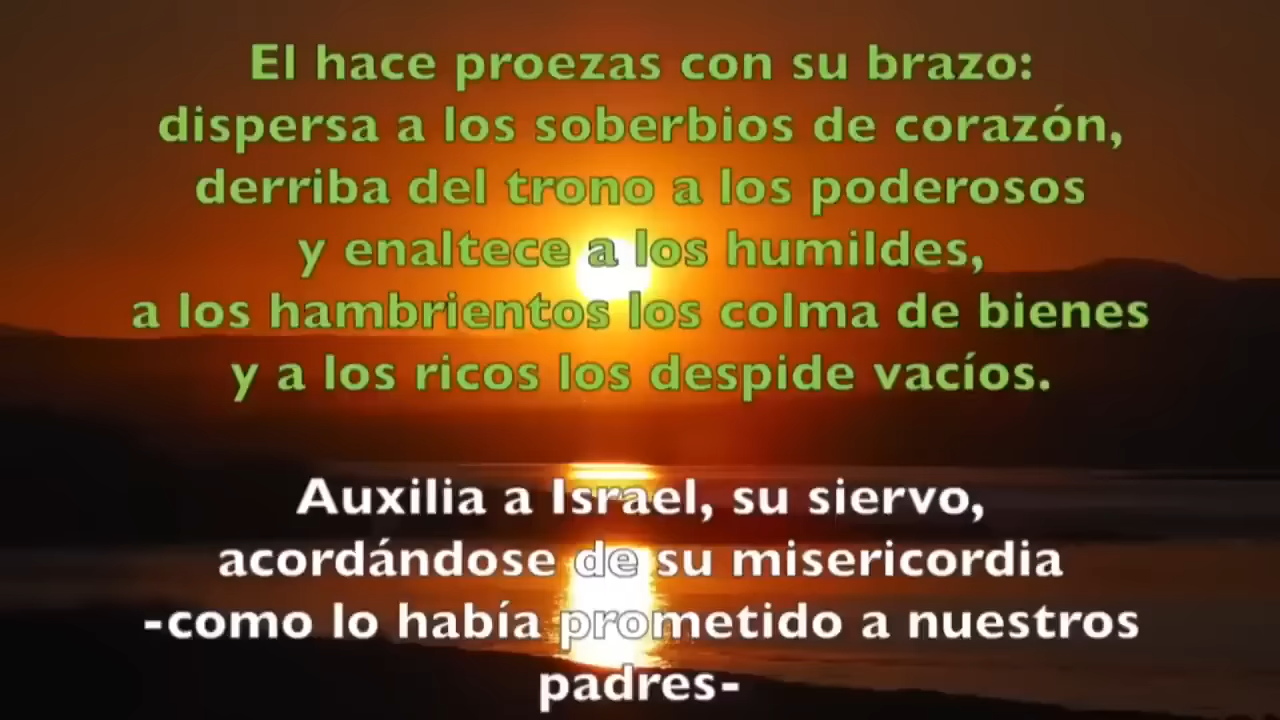 El hace proezas con su brazo:
dispersa a los soberbios de corazón,
derriba del trono a los poderosos
y enaltece a los humildes,
a los hambrientos los colma de bienes
y a los ricos los despide vacíos.
Auxilia a Israel, su siervo,
acordándose de su misericordia
-como lo había prometido a nuestros
padres-